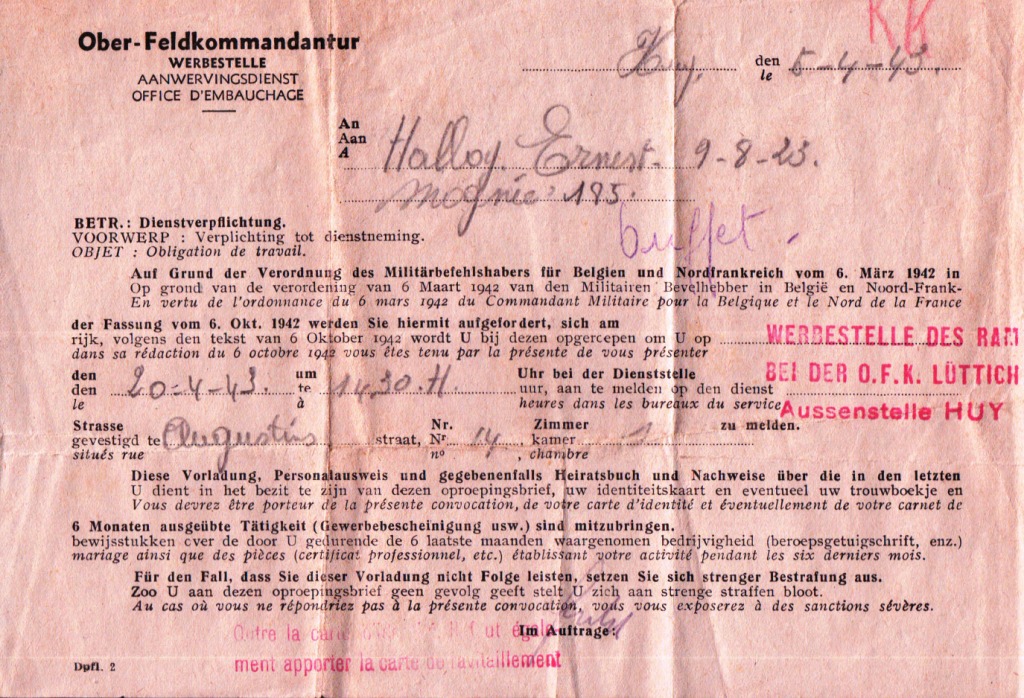 KK
Ober-Feldkommandantur
WERBESTELLE
AANWERVINGSDIENST
OFFICE D'EMBAUCHAGE
Huy, den le 5-4-43.
An
Aan
A
Halloy Ernest. 9-8-23.
195.
buffet.
BETR.: Dienstverpflichtung.
VOORWERP : Verplichting tot dienstneming.
OBJET : Obligation de travail.
Auf Grund der Verordnung des Militärbefehlshabers für Belgien und Nordfrankreich vom 6. März 1942 in
Op grond van de verordening van 6 Maart 1942 van den Militairen Bevelhebber in België en Noord-Frank-
En vertu de l'ordonnance du 6 mars 1942 du Commandant Militaire pour la Belgique et le Nord de la France
der Fassung vom 6. Okt. 1942 werden Sie hiermit aufgefordert, sich am
rijk, volgens den tekst van 6 Oktober 1942 wordt U bij dezen opgercepen om U op
dans sa rédaction du 6 octobre 1942 vous êtes tenu par la présente de vous présenter
WERBESTELLE DES
BEI DER O.F.K. LÜTTICH
Aussenstelle HUY
den um Uhr bei der Dienststelle
den 20-4-43. te 14,30 H. uur, aan te melden op den dienst
le à heures dans les bureaux du service
Strasse Nr. Zimmer zu melden.
gevestigd te Augustins straat, Nr. 14, kamer 1
situés rue no , chambre
Diese Vorladung, Personalausweis und gegebenenfalls Heiratsbuch und Nachweise über die in den letzten
U dient in het bezit te zijn van dezen oproepingsbrief, uw identiteitskaart en eventueel uw trouwboekje en
Vous devrez être porteur de la présente convocation, de votre carte d'identité et éventuellement de votre carnet de
6 Monaten ausgeübte Tätigkeit (Gewerbebescheinigung usw.) sind mitzubringen.
bewijsstukken cver de door U gedurende de 6 laatste maanden waargenomen bedrijvigheid (beroepsgetuigschrift, enz.)
mariage ainsi que des pièces (certificat professionnel, etc.) établissant votre activité pendant les six derniers mois.
Für den Fall, dass Sie dieser Vorladung nicht Folge leisten, setzen Sie sich strenger Bestrafung aus.
Zoo U aan dezen oproepingsbrief geen gevolg geeft stelt U zich aan strenge straffen bloot.
Au cas où vous ne répondriez pas à la présente convocation, vous vous exposerez à des sanctions sévères.
Im Auftrage:
Outre la carte
ment apporter la carte de ravitaillement
Dpfl. 2